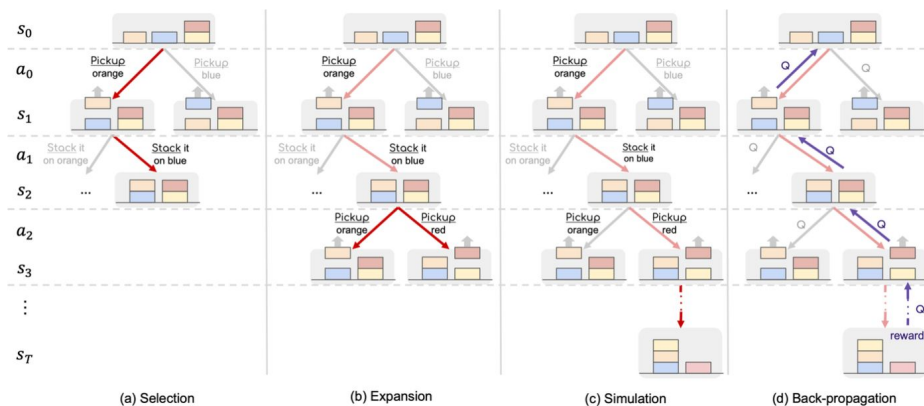 s₀
a₀
s₁
a₁
s₂
a₂
s₃
⋮
s_T
Pickup
orange
Pickup
blue
Stack it
on orange
Stack it
on blue
...
(a) Selection
Pickup
orange
Pickup
blue
Stack it
on orange
Stack it
on blue
...
Pickup
orange
Pickup
red
(b) Expansion
Pickup
orange
Pickup
blue
Stack it
on orange
Stack it
on blue
...
Pickup
orange
Pickup
red
(c) Simulation
Q
Q
Q
Q
...
Q
Q
Q
reward
(d) Back-propagation